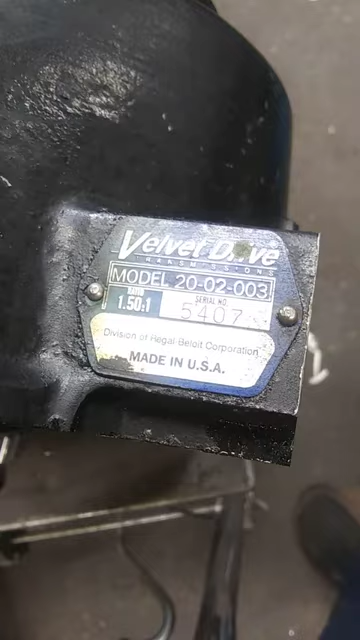 Velvet Drive
TRANSMISSIONS
MODEL 20-02-003
RATIO SERIAL NO.
1.50:1 5407
Division of Regal-Beloit Corporation
MADE IN U.S.A.